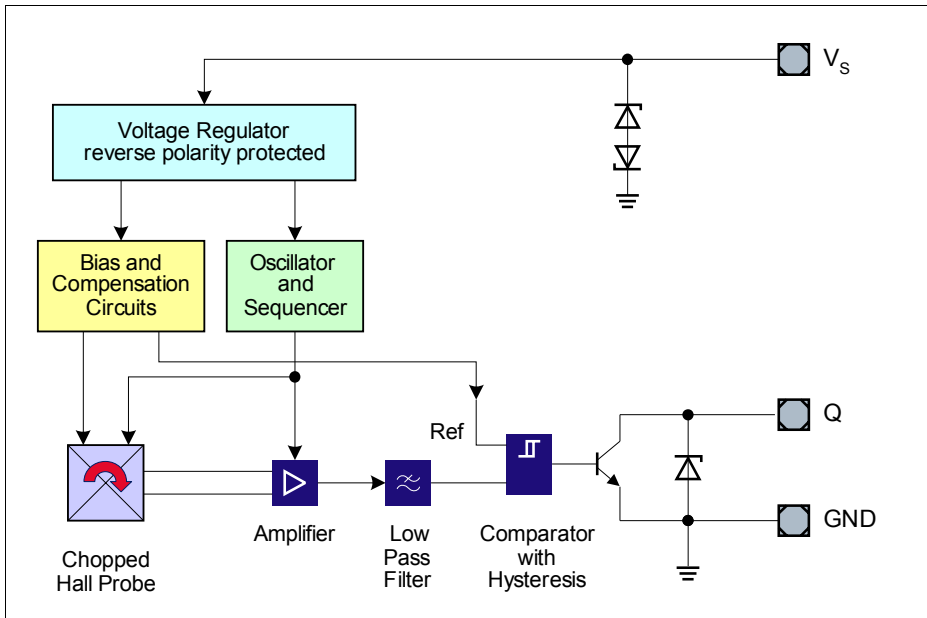 V_S
Voltage Regulator
reverse polarity protected
Bias and
Compensation
Circuits
Oscillator
and
Sequencer
Ref
Q
GND
Chopped
Hall Probe
Amplifier
Low
Pass
Filter
Comparator
with
Hysteresis